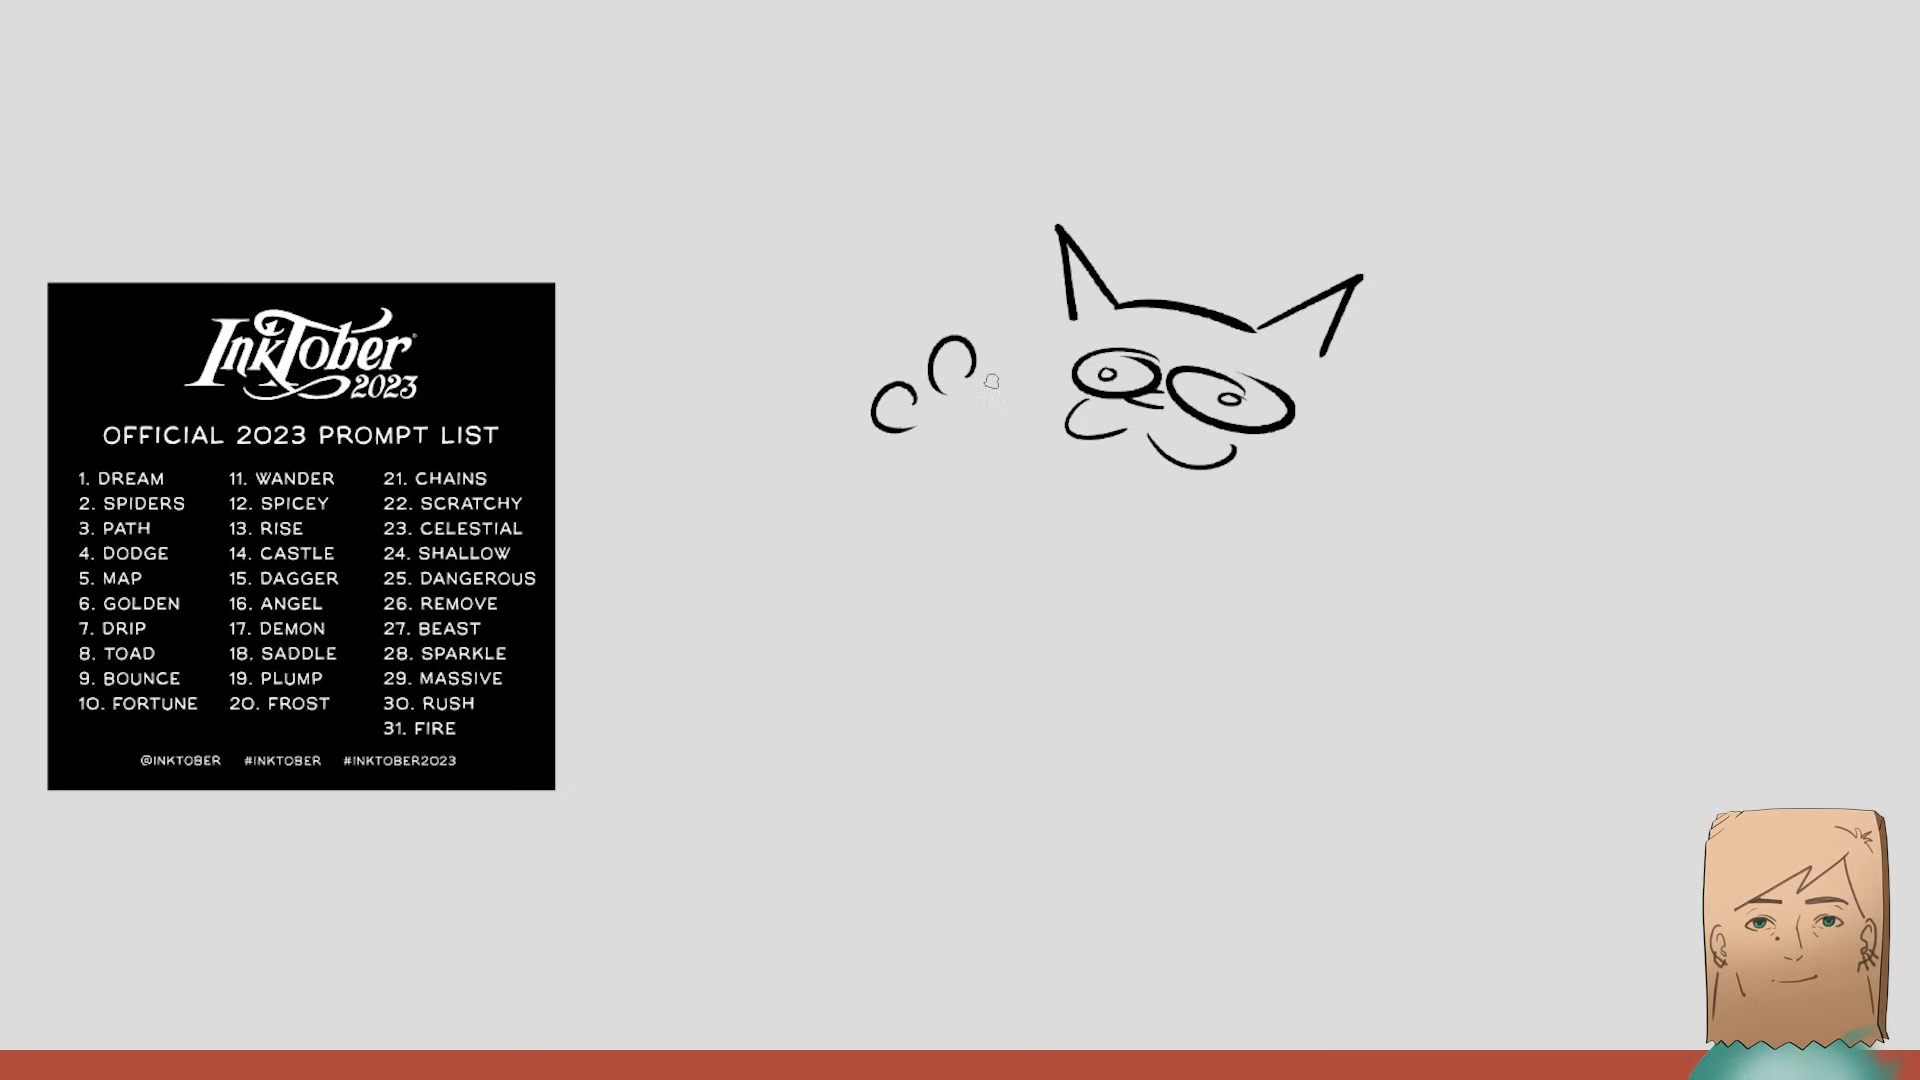 InkTober
2023
OFFICIAL 2023 PROMPT LIST
1. DREAM
2. SPIDERS
3. PATH
4. DODGE
5. MAP
6. GOLDEN
7. DRIP
8. TOAD
9. BOUNCE
10. FORTUNE
11. WANDER
12. SPICEY
13. RISE
14. CASTLE
15. DAGGER
16. ANGEL
17. DEMON
18. SADDLE
19. PLUMP
20. FROST
21. CHAINS
22. SCRATCHY
23. CELESTIAL
24. SHALLOW
25. DANGEROUS
26. REMOVE
27. BEAST
28. SPARKLE
29. MASSIVE
30. RUSH
31. FIRE
@INKTOBER #INKTOBER #INKTOBER2023